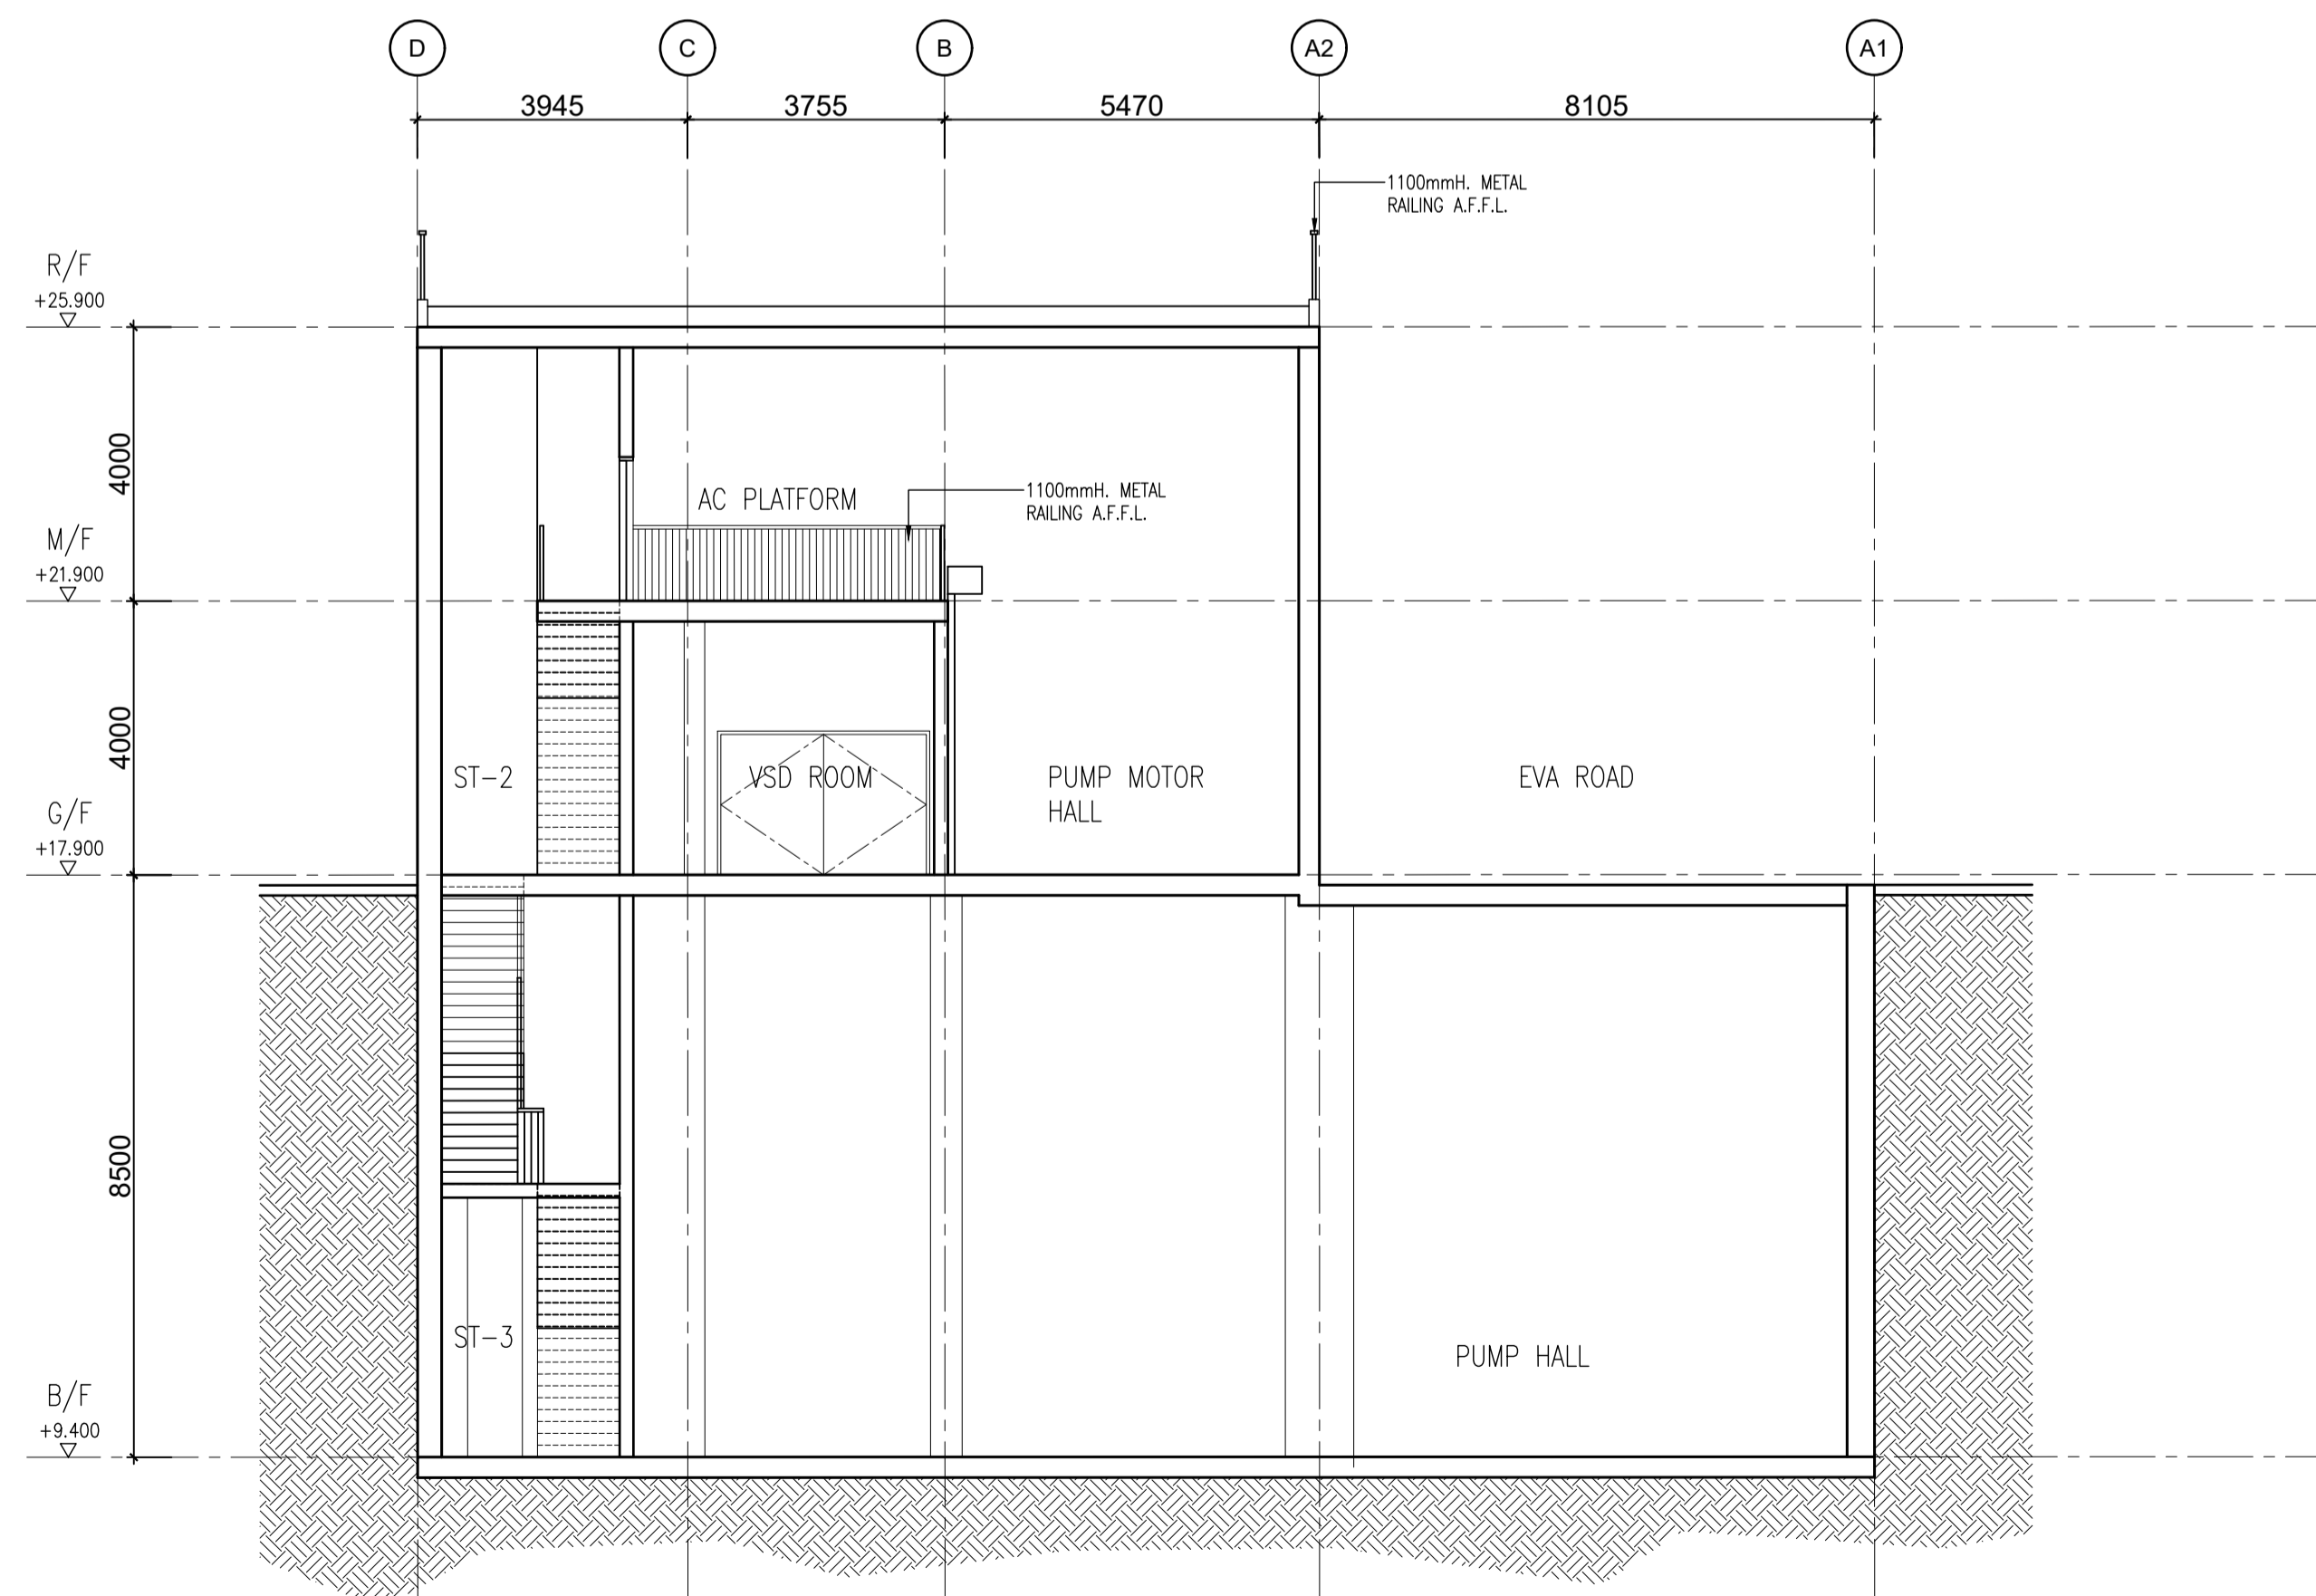 D
C
B
A2
A1
3945
3755
5470
8105
1100mmH. METAL
RAILING A.F.F.L.
R/F
+25.900
4000
AC PLATFORM
1100mmH. METAL
RAILING A.F.F.L.
M/F
+21.900
4000
ST-2
VSD ROOM
PUMP MOTOR
HALL
EVA ROAD
G/F
+17.900
8500
ST-3
PUMP HALL
B/F
+9.400